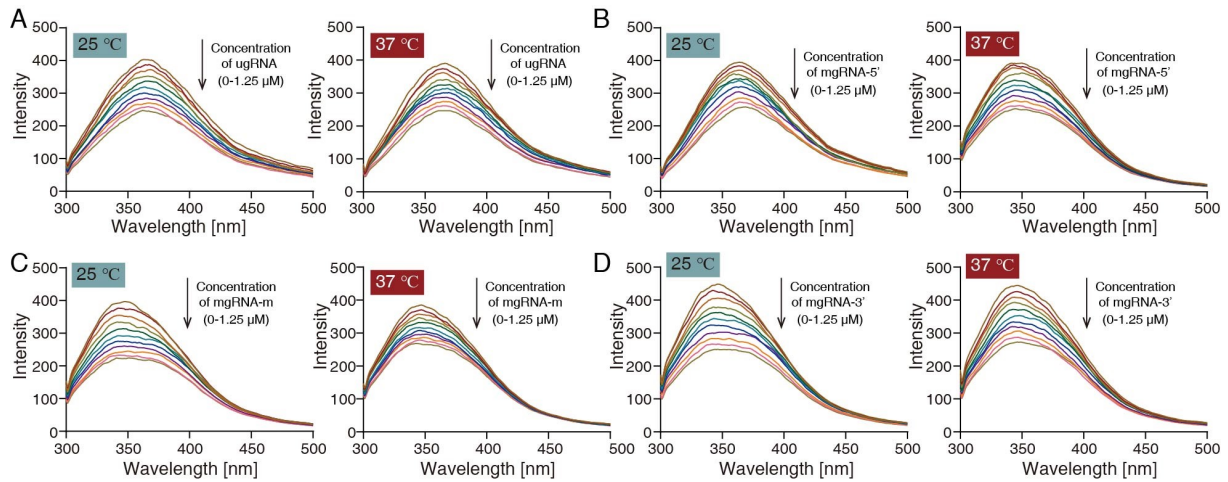 A
25 °C
Concentration
of ugRNA
(0-1.25 µM)
Intensity
500
400
300
200
100
0
300 350 400 450 500
Wavelength [nm]
37 °C
Concentration
of ugRNA
(0-1.25 µM)
Intensity
500
400
300
200
100
0
300 350 400 450 500
Wavelength [nm]
B
25 °C
Concentration
of mgRNA-5'
(0-1.25 µM)
Intensity
500
400
300
200
100
0
300 350 400 450 500
Wavelength [nm]
37 °C
Concentration
of mgRNA-5'
(0-1.25 µM)
Intensity
500
400
300
200
100
0
300 350 400 450 500
Wavelength [nm]
C
25 °C
Concentration
of mgRNA-m
(0-1.25 µM)
Intensity
500
400
300
200
100
0
300 350 400 450 500
Wavelength [nm]
37 °C
Concentration
of mgRNA-m
(0-1.25 µM)
Intensity
500
400
300
200
100
0
300 350 400 450 500
Wavelength [nm]
D
25 °C
Concentration
of mgRNA-3'
(0-1.25 µM)
Intensity
500
400
300
200
100
0
300 350 400 450 500
Wavelength [nm]
37 °C
Concentration
of mgRNA-3'
(0-1.25 µM)
Intensity
500
400
300
200
100
0
300 350 400 450 500
Wavelength [nm]